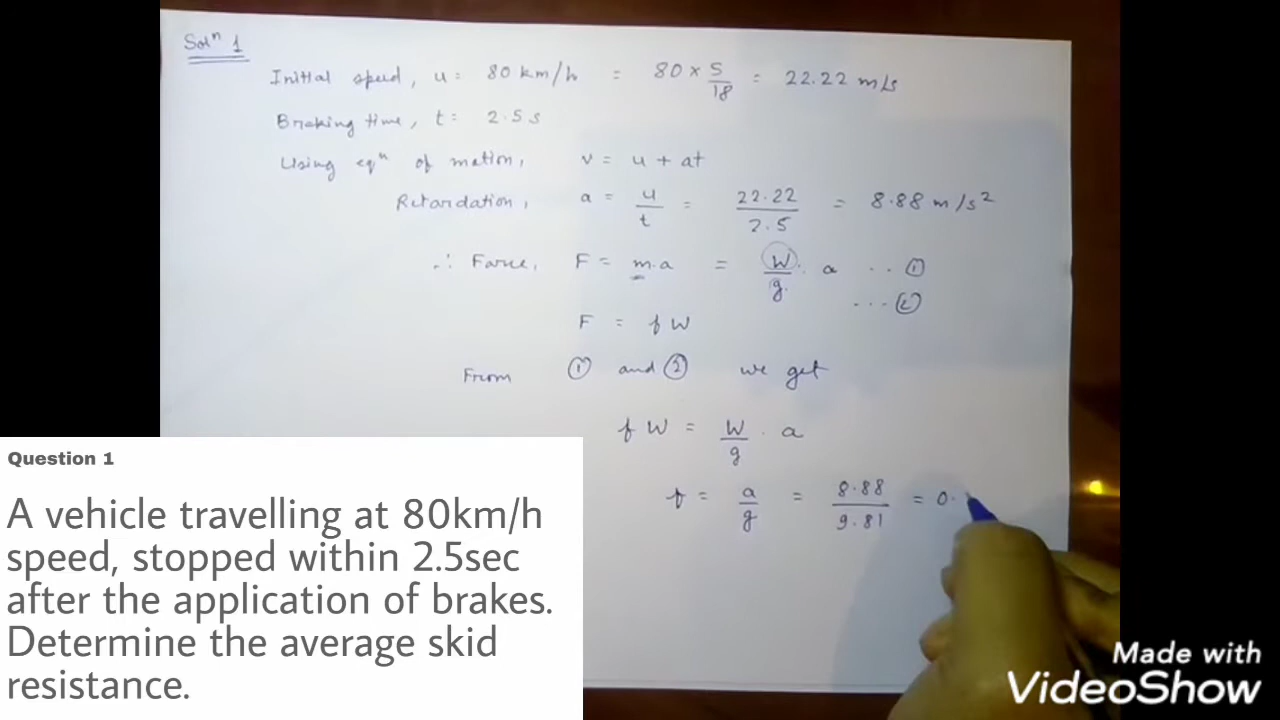 Solⁿ 1
Initial speed, u = 80 km/h = 80 × 5/18 = 22.22 m/s
Braking time, t = 2.5 s
Using eqⁿ of motion, v = u + at
Retardation, a = u/t = 22.22/2.5 = 8.88 m/s²
∴ Force, F = m.a = W/g . a .. ①
... ②
F = f W
From ① and ② we get
f W = W/g . a
f = a/g = 8.88/9.81 = 0.
Question 1
A vehicle travelling at 80km/h
speed, stopped within 2.5sec
after the application of brakes.
Determine the average skid
resistance.
Made with
VideoShow